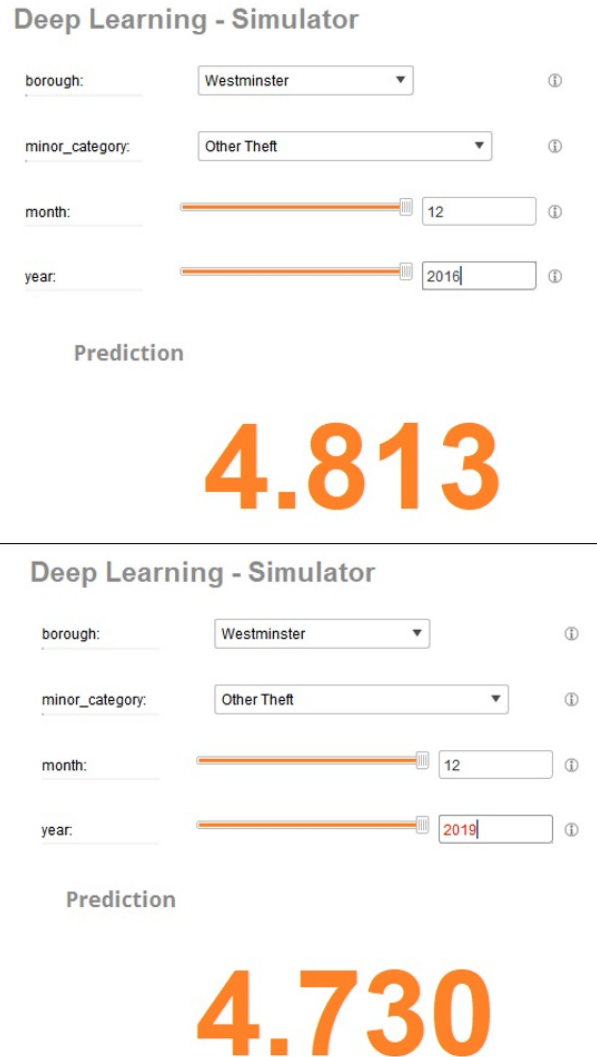 Deep Learning - Simulator
borough: Westminster
minor_category: Other Theft
month: 12
year: 2016
Prediction
4.813
Deep Learning - Simulator
borough: Westminster
minor_category: Other Theft
month: 12
year: 2019
Prediction
4.730